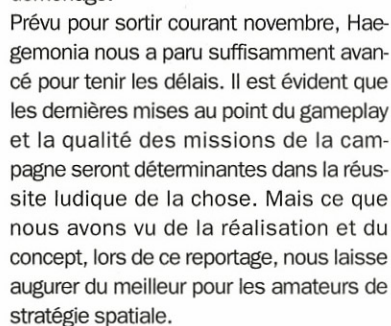 Prévu pour sortir courant novembre, Hae-
gemonia nous a paru suffisamment avan-
cé pour tenir les délais. Il est évident que
les dernières mises au point du gameplay
et la qualité des missions de la cam-
pagne seront déterminantes dans la réus-
site ludique de la chose. Mais ce que
nous avons vu de la réalisation et du
concept, lors de ce reportage, nous laisse
augurer du meilleur pour les amateurs de
stratégie spatiale.